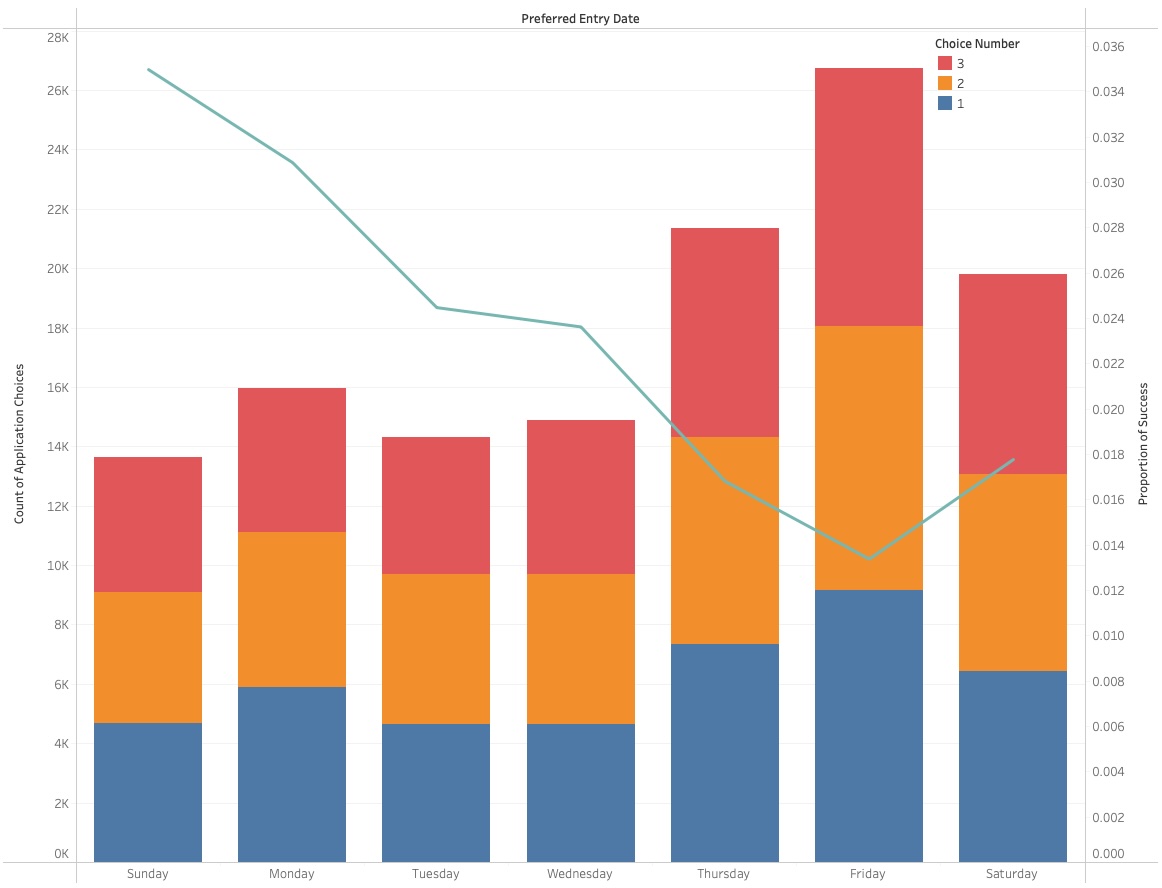 Preferred Entry Date
Choice Number
3
2
1
28K
26K
24K
22K
20K
18K
16K
14K
12K
10K
8K
6K
4K
2K
0K
Count of Application Choices
0.036
0.034
0.032
0.030
0.028
0.026
0.024
0.022
0.020
0.018
0.016
0.014
0.012
0.010
0.008
0.006
0.004
0.002
0.000
Proportion of Success
Sunday Monday Tuesday Wednesday Thursday Friday Saturday